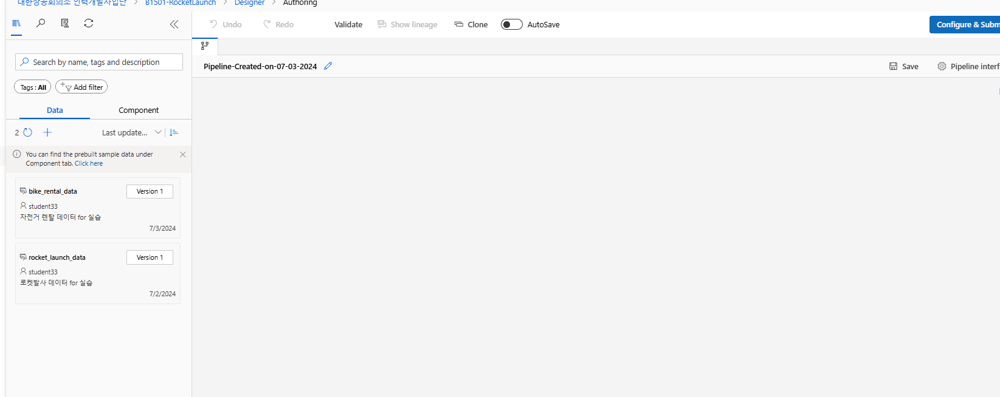 대한상공회의소 인력개발사업단 > B1501-RocketLaunch > Designer > Authoring
Undo Redo Validate Show lineage Clone AutoSave Configure & Subm
Search by name, tags and description
Pipeline-Created-on-07-03-2024 Save Pipeline interf
Tags : All Add filter
Data Component
2 Last update...
You can find the prebuilt sample data under
Component tab. Click here
bike_rental_data Version 1
student33
자전거 렌탈 데이터 for 실습
7/3/2024
rocket_launch_data Version 1
student33
로켓발사 데이터 for 실습
7/2/2024